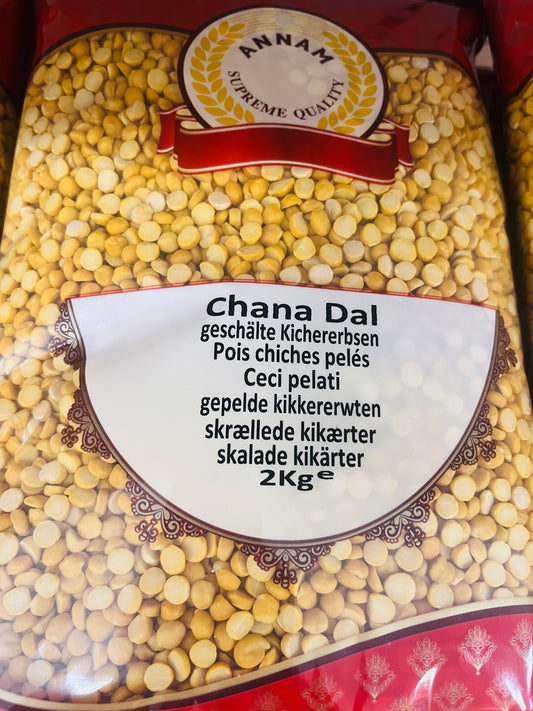 ANNAM
SUPREME QUALITY
Chana Dal
geschälte Kichererbsen
Pois chiches pelés
Ceci pelati
gepelde kikkererwten
skrællede kikærter
skalade kikärter
2Kg℮